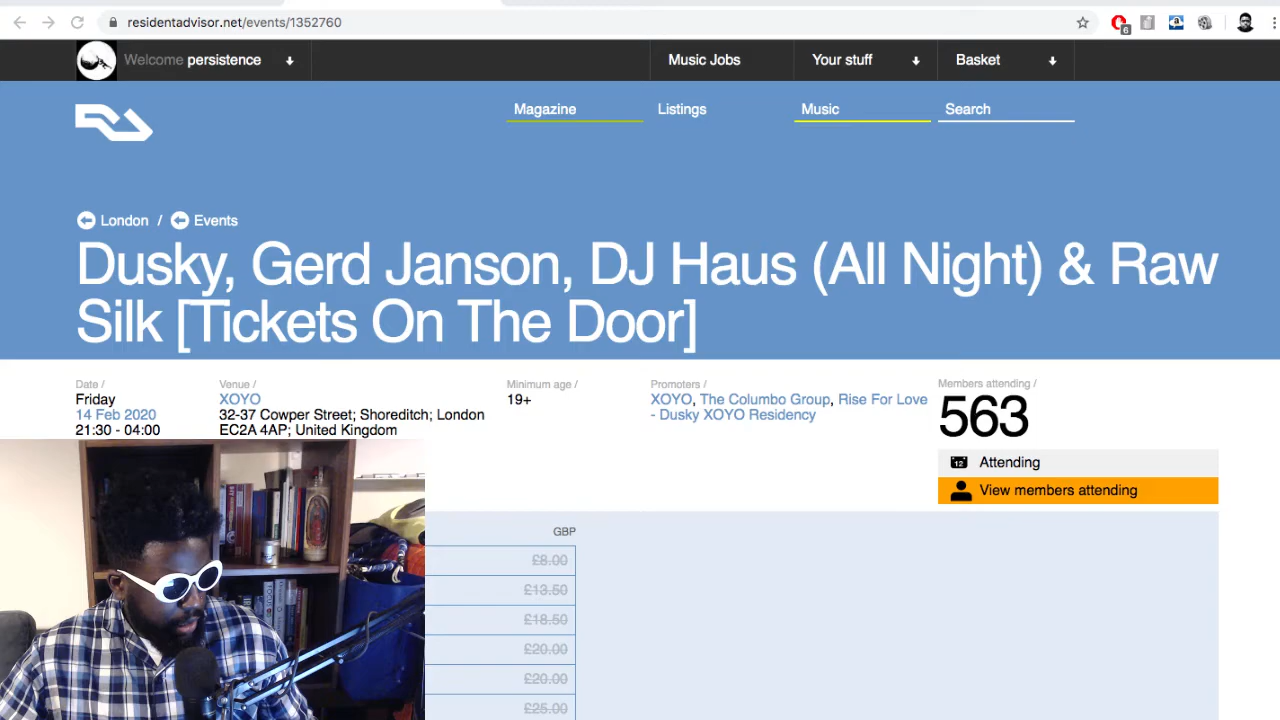 residentadvisor.net/events/1352760
6
Welcome persistence
Music Jobs
Your stuff
Basket
Magazine
Listings
Music
Search
London / Events
Dusky, Gerd Janson, DJ Haus (All Night) & Raw
Silk [Tickets On The Door]
Date /
Friday
14 Feb 2020
21:30 - 04:00
Venue /
XOYO
32-37 Cowper Street; Shoreditch; London
EC2A 4AP; United Kingdom
Minimum age /
19+
Promoters /
XOYO, The Columbo Group, Rise For Love
- Dusky XOYO Residency
Members attending /
563
12 Attending
View members attending
GBP
£8.00
£13.50
£18.50
£20.00
£20.00
£25.00